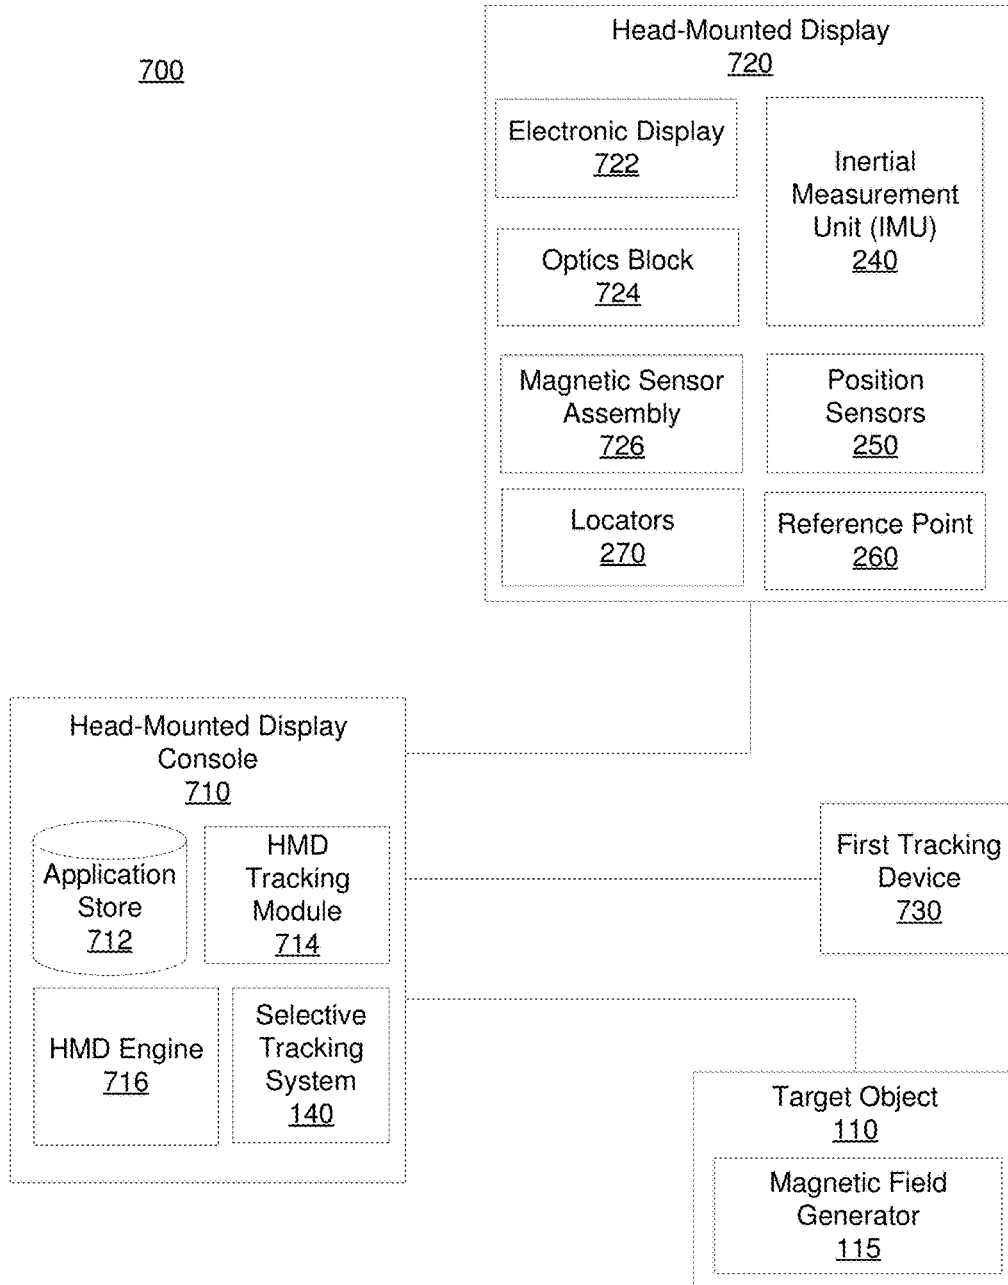 700
Head-Mounted Display
720
Electronic Display
722
Inertial
Measurement
Unit (IMU)
240
Optics Block
724
Magnetic Sensor
Assembly
726
Position
Sensors
250
Locators
270
Reference Point
260
Head-Mounted Display
Console
710
Application
Store
712
HMD
Tracking
Module
714
HMD Engine
716
Selective
Tracking
System
140
First Tracking
Device
730
Target Object
110
Magnetic Field
Generator
115